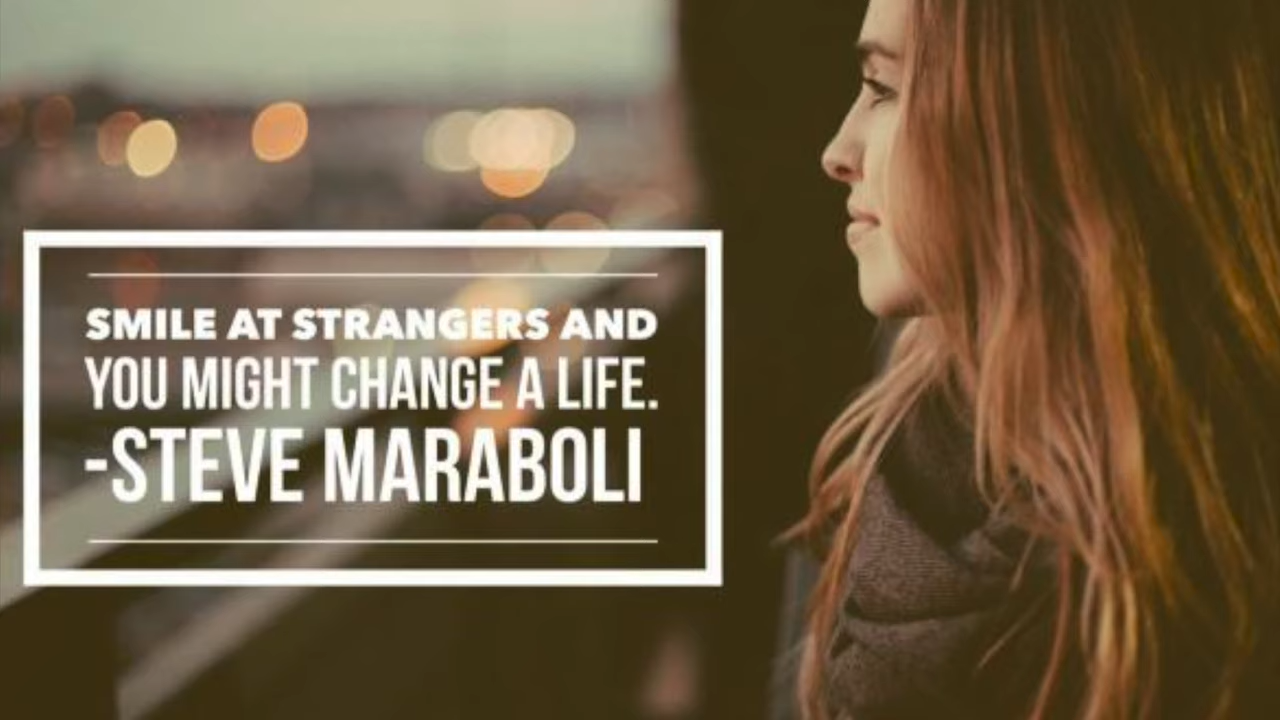 SMILE AT STRANGERS AND
YOU MIGHT CHANGE A LIFE.
-STEVE MARABOLI